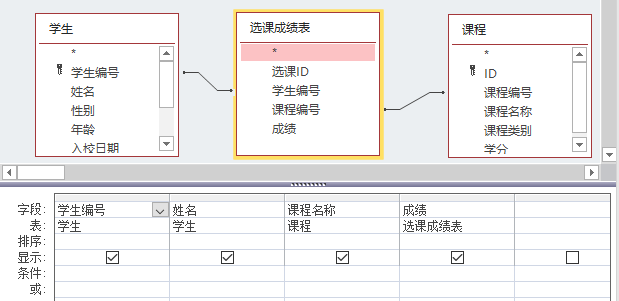 学生
*
学生编号
姓名
性别
年龄
入校日期
选课成绩表
*
选课ID
学生编号
课程编号
成绩
课程
*
ID
课程编号
课程名称
课程类别
学分
字段: 学生编号 姓名 课程名称 成绩
表: 学生 学生 课程 选课成绩表
排序:
显示:
条件:
或: